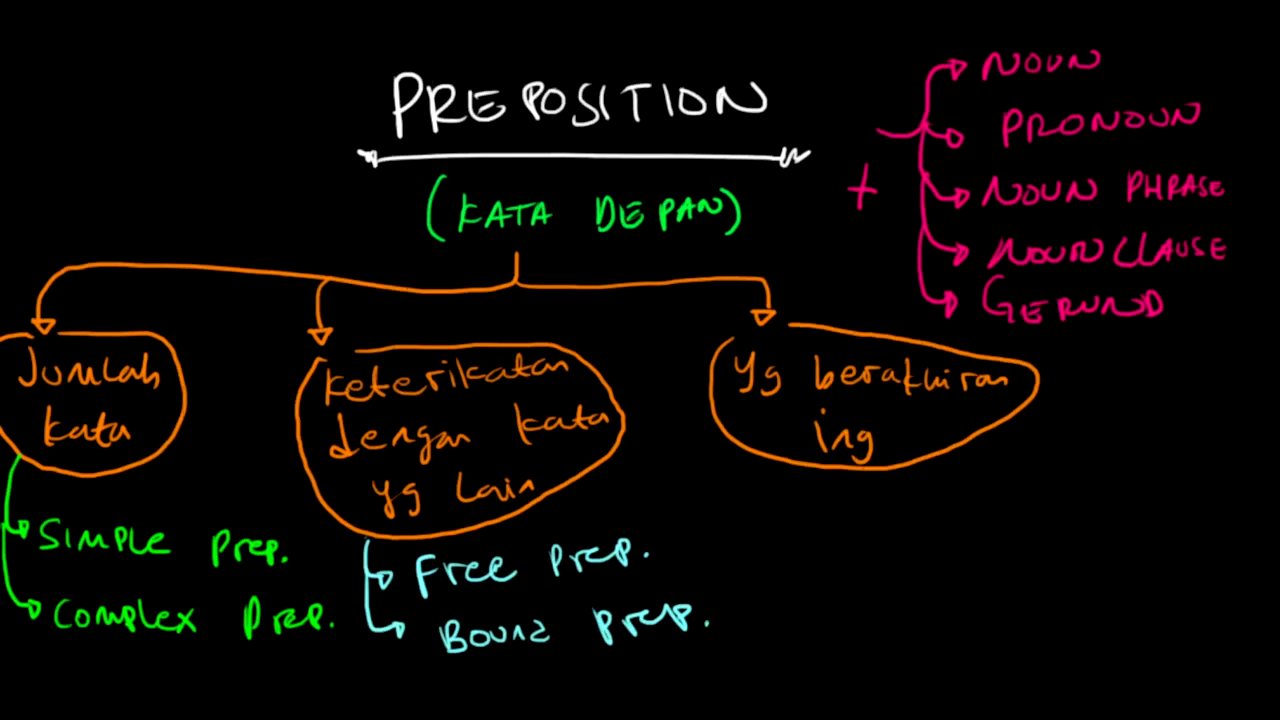 PREPOSITION
(KATA DEPAN)
+
NOUN
PRONOUN
NOUN PHRASE
NOUN CLAUSE
GERUND
Jumlah
kata
Simple Prep.
Complex Prep.
keterikatan
dengan kata
yg Lain
Free Prep.
Bound prep.
Yg berakhiran
ing